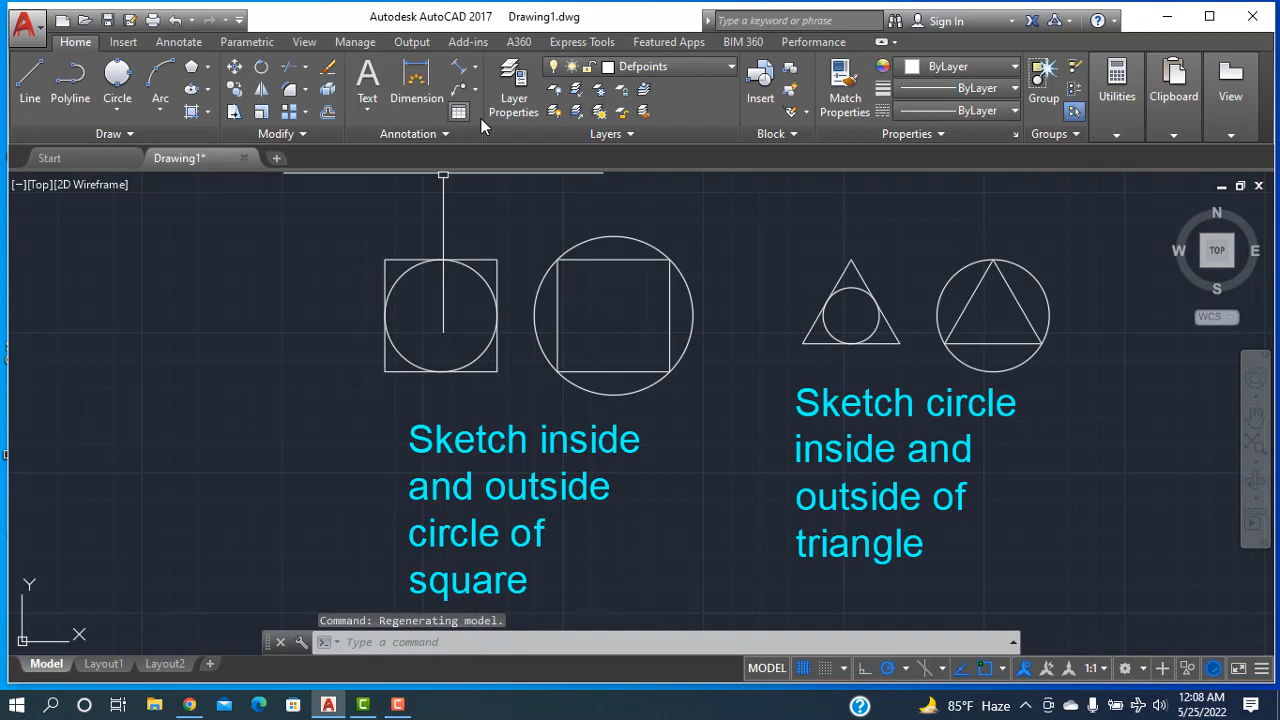 Autodesk AutoCAD 2017 Drawing1.dwg
Type a keyword or phrase
Sign In
Home Insert Annotate Parametric View Manage Output Add-ins A360 Express Tools Featured Apps BIM 360 Performance
Line Polyline Circle Arc
Text Dimension
Layer Properties
Defpoints
Insert
Match Properties
ByLayer
ByLayer
ByLayer
Group
Utilities
Clipboard
View
Draw Modify Annotation Layers Block Properties Groups
Start Drawing1*
[−][Top][2D Wireframe]
N
W TOP E
S
WCS
Sketch inside
and outside
circle of
square
Sketch circle
inside and
outside of
triangle
Y
X
Command: Regenerating model.
Type a command
Model Layout1 Layout2
MODEL 1:1
85°F Haze
12:08 AM
5/25/2022